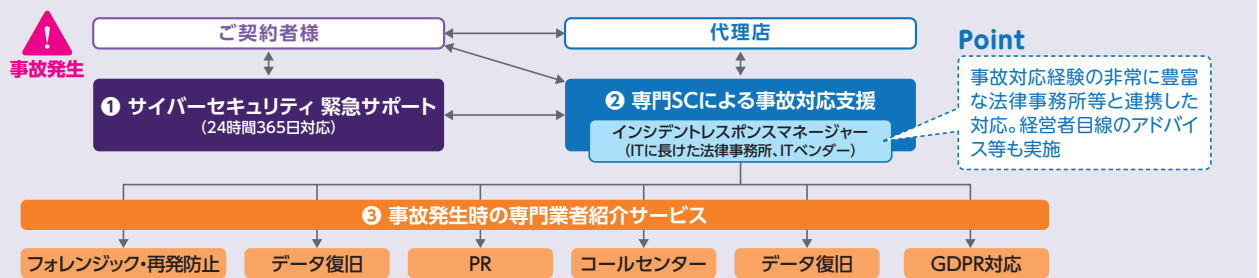 !
事故発生
ご契約者様
代理店
❶ サイバーセキュリティ 緊急サポート
(24時間365日対応)
❷ 専門SCによる事故対応支援
インシデントレスポンスマネージャー
(ITに長けた法律事務所、ITベンダー)
Point
事故対応経験の非常に豊富
な法律事務所等と連携した
対応。経営者目線のアドバイ
ス等も実施
❸ 事故発生時の専門業者紹介サービス
フォレンジック・再発防止
データ復旧
PR
コールセンター
データ復旧
GDPR対応